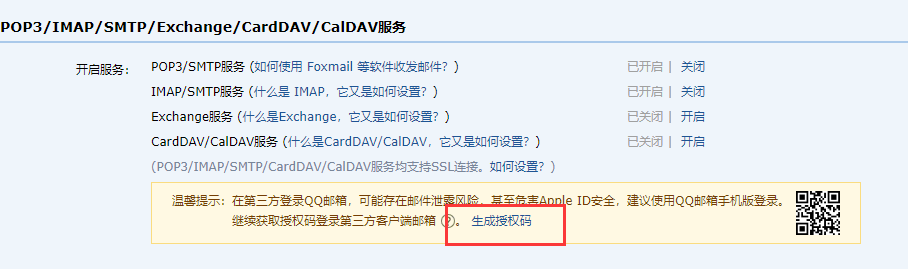 POP3/IMAP/SMTP/Exchange/CardDAV/CalDAV服务
开启服务： POP3/SMTP服务 (如何使用 Foxmail 等软件收发邮件？) 已开启 | 关闭
IMAP/SMTP服务 (什么是 IMAP，它又是如何设置？) 已开启 | 关闭
Exchange服务 (什么是Exchange，它又是如何设置？) 已关闭 | 开启
CardDAV/CalDAV服务 (什么是CardDAV/CalDAV，它又是如何设置？) 已关闭 | 开启
(POP3/IMAP/SMTP/CardDAV/CalDAV服务均支持SSL连接。如何设置？)
温馨提示：在第三方登录QQ邮箱，可能存在邮件泄露风险，甚至危害Apple ID安全，建议使用QQ邮箱手机版登录。
继续获取授权码登录第三方客户端邮箱 ?。 生成授权码